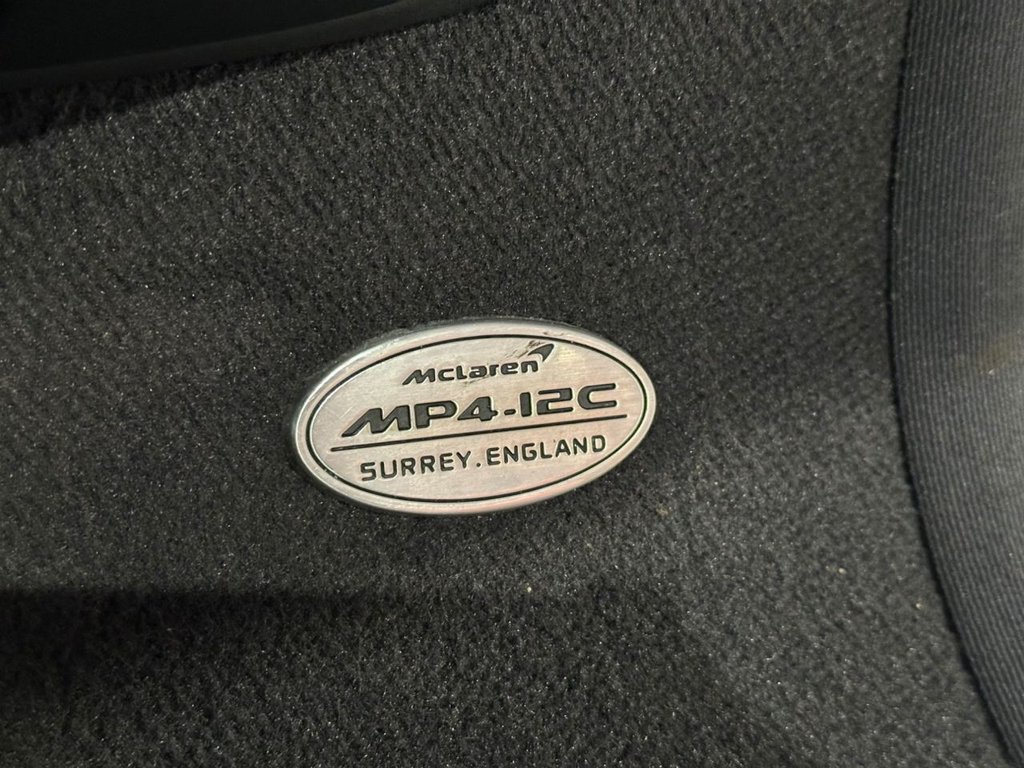 McLaren
MP4-12C
SURREY. ENGLAND